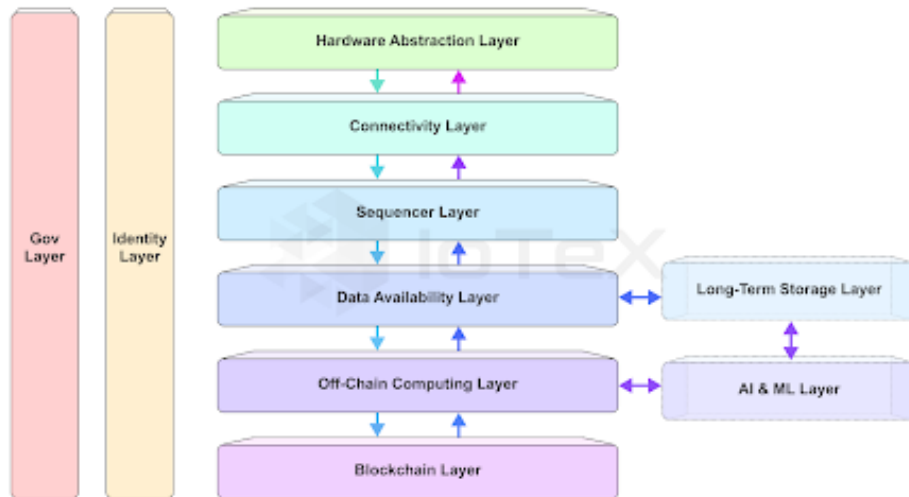 Hardware Abstraction Layer
Connectivity Layer
Sequencer Layer
Gov
Layer
Identity
Layer
IoTeX
Data Availability Layer
Long-Term Storage Layer
Off-Chain Computing Layer
AI & ML Layer
Blockchain Layer